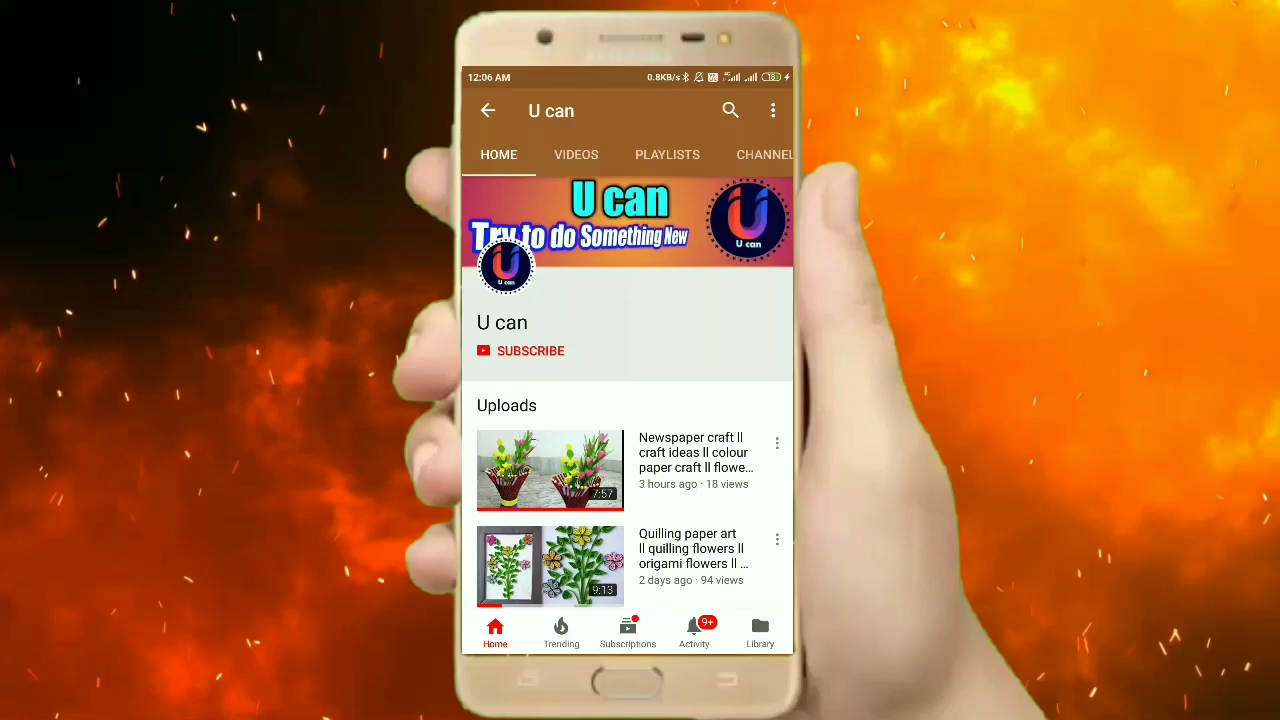 12:06 AM
0.8KB/s
18
U can
HOME
VIDEOS
PLAYLISTS
CHANNEL
U can
Try to do Something New
U can
U can
U can
SUBSCRIBE
Uploads
Newspaper craft ll
craft ideas ll colour
paper craft ll flowe...
3 hours ago · 18 views
7:57
Quilling paper art
ll quilling flowers ll
origami flowers ll ...
2 days ago · 94 views
9:13
9+
Home
Trending
Subscriptions
Activity
Library